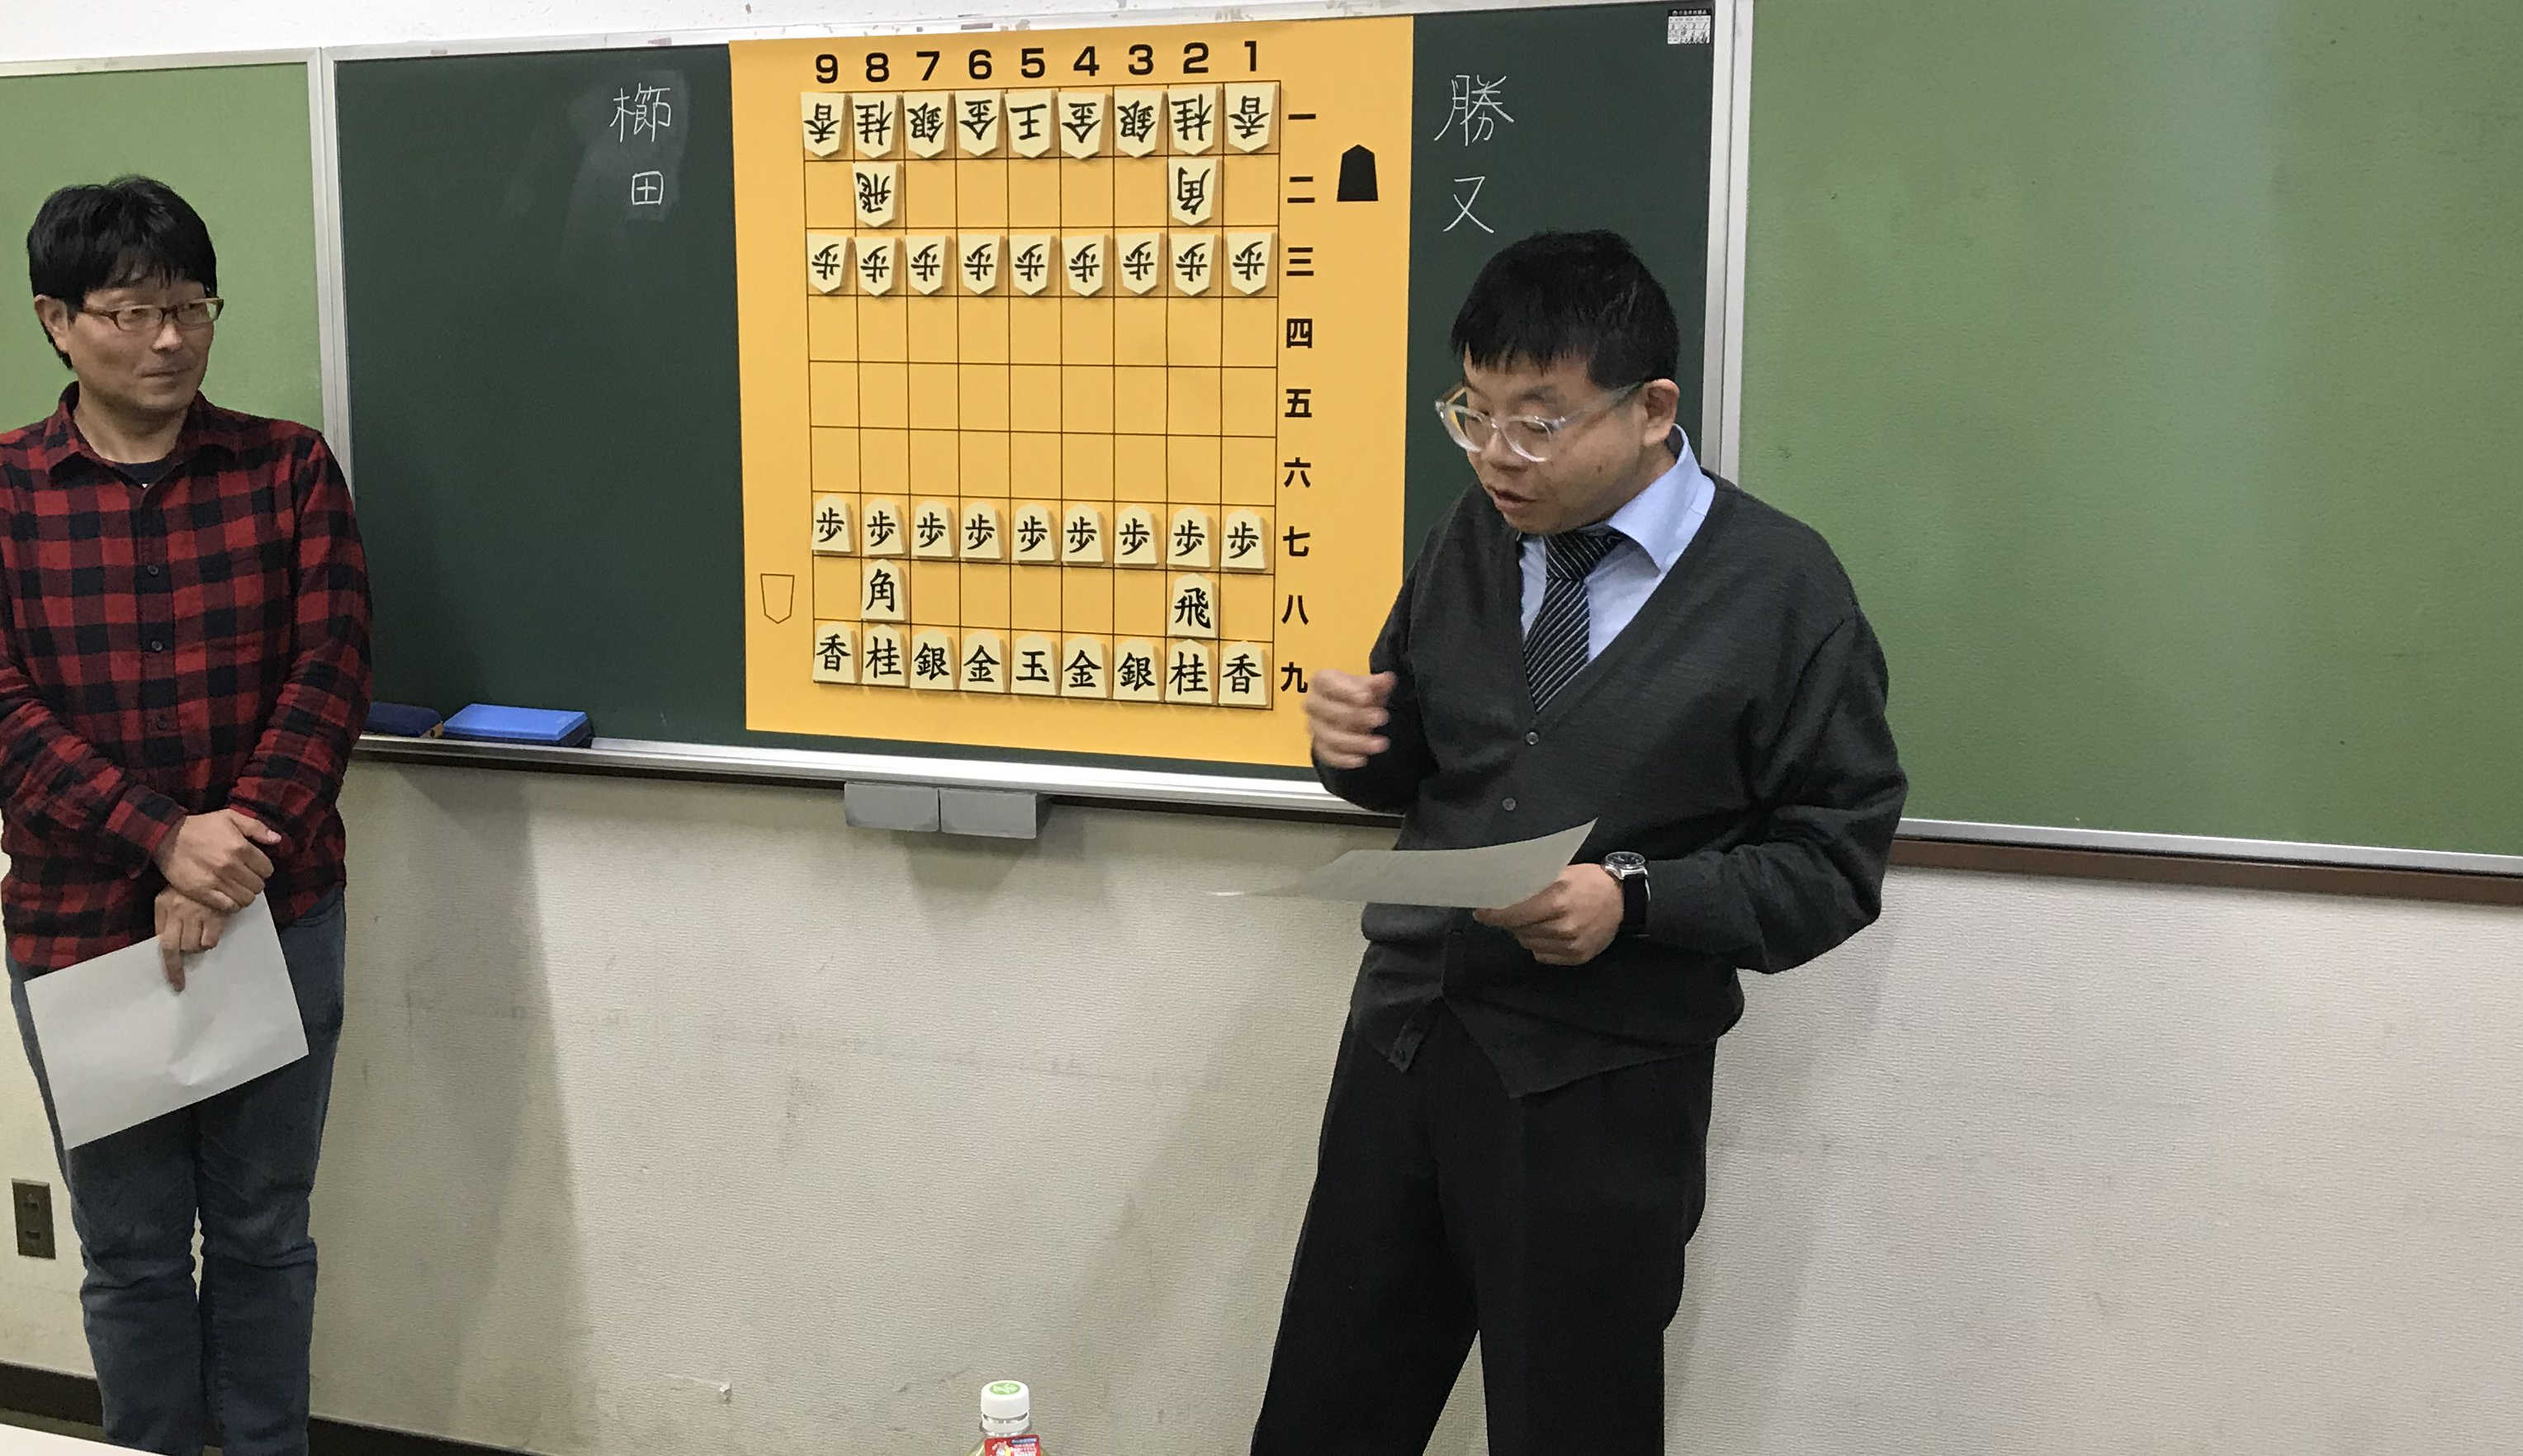 櫛田
勝又
9 8 7 6 5 4 3 2 1
香 桂 銀 金 王 金 銀 桂 香 一
飛 角 二
歩 歩 歩 歩 歩 歩 歩 歩 歩 三
四
五
六
歩 歩 歩 歩 歩 歩 歩 歩 歩 七
角 飛 八
香 桂 銀 金 玉 金 銀 桂 香 九